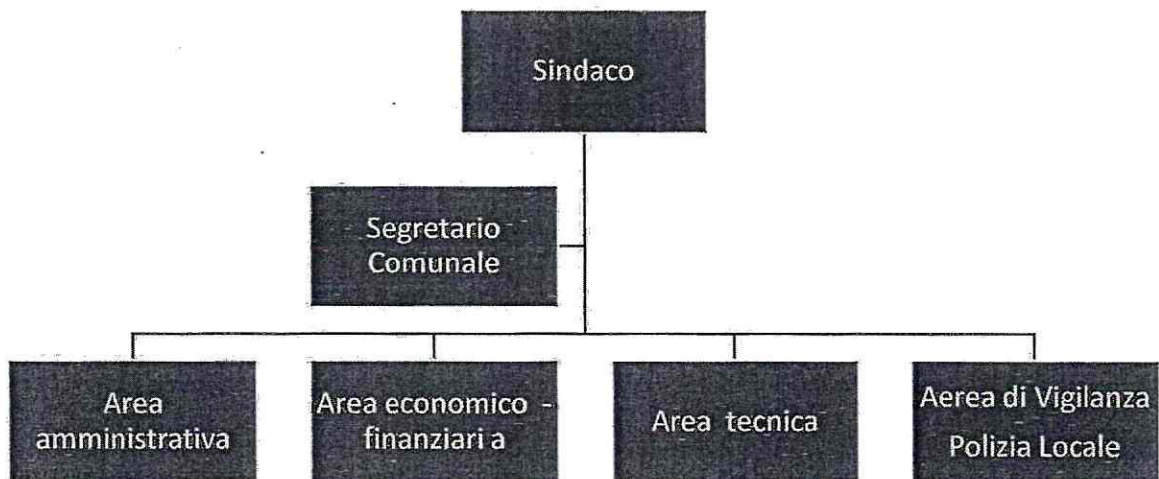 Sindaco
Segretario
Comunale
Area
amministrativa
Area economico -
finanziari a
Area tecnica
Aerea di Vigilanza
Polizia Locale